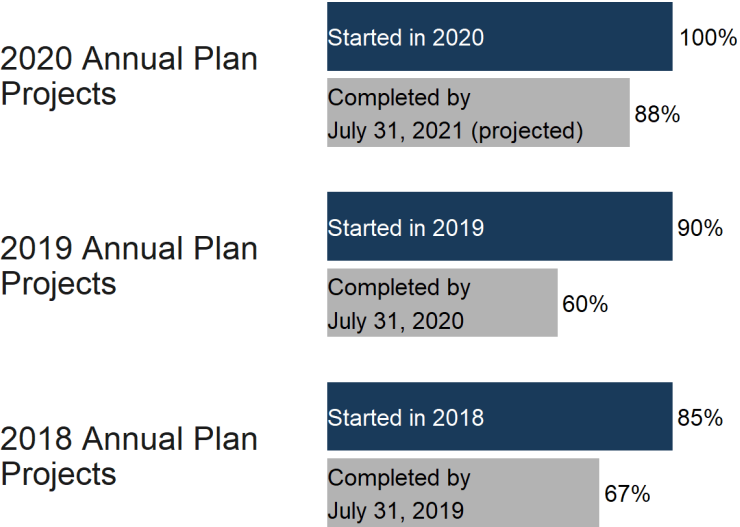 2020 Annual Plan
Projects
Started in 2020
100%
Completed by
July 31, 2021 (projected)
88%
2019 Annual Plan
Projects
Started in 2019
90%
Completed by
July 31, 2020
60%
2018 Annual Plan
Projects
Started in 2018
85%
Completed by
July 31, 2019
67%